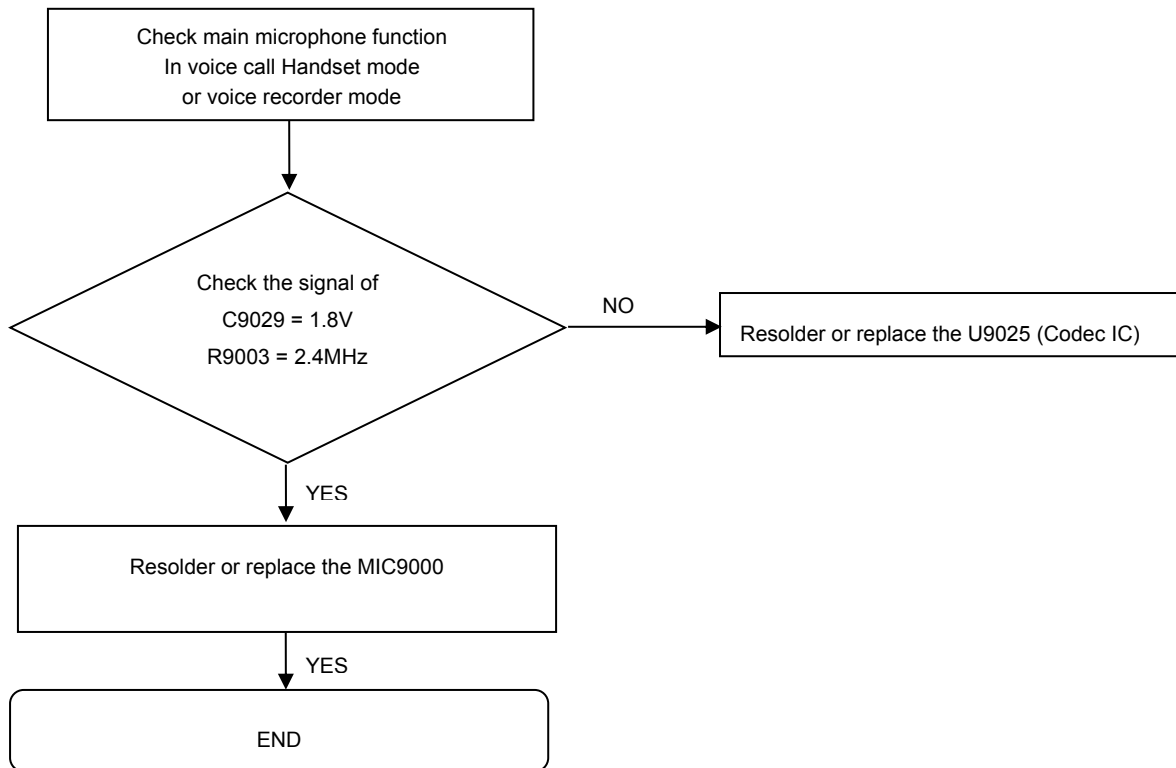 Check main microphone function
In voice call Handset mode
or voice recorder mode
Check the signal of
C9029 = 1.8V
R9003 = 2.4MHz
NO
Resolder or replace the U9025 (Codec IC)
YES
Resolder or replace the MIC9000
YES
END